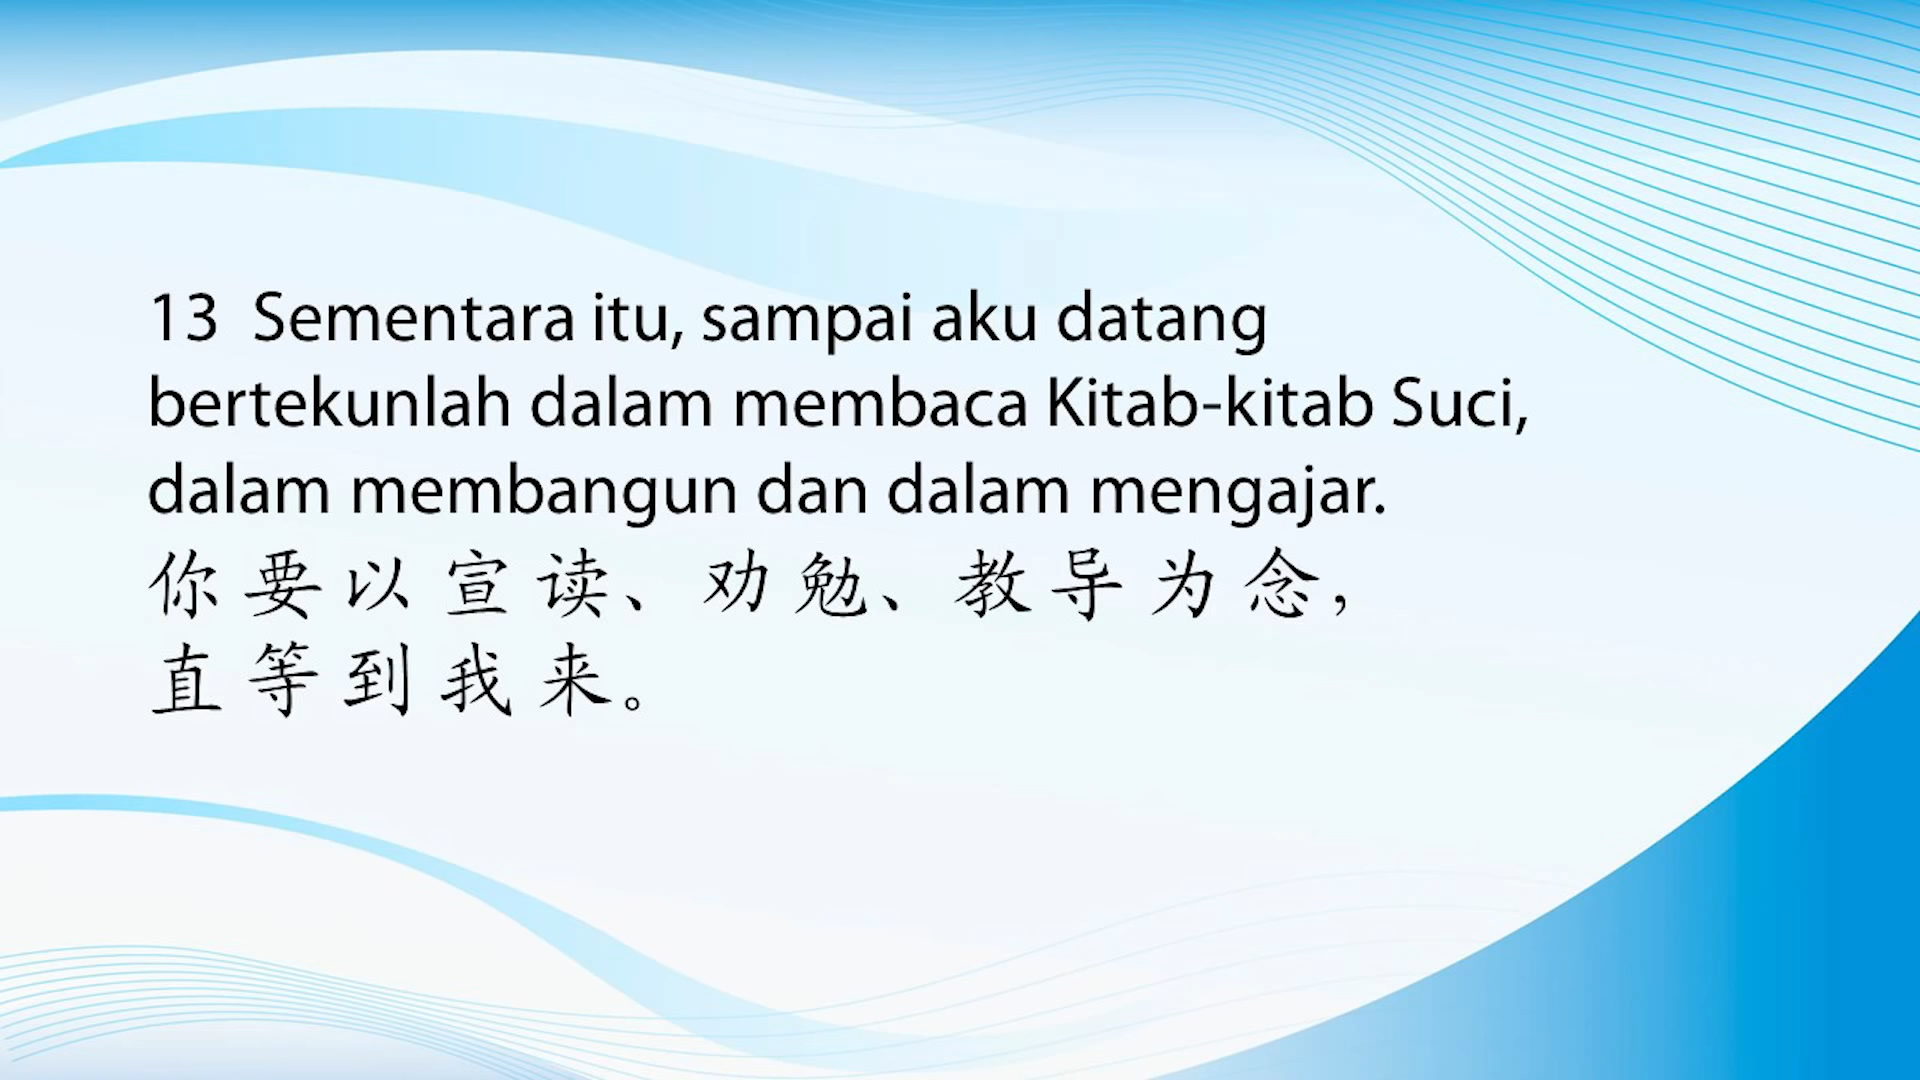 13 Sementara itu, sampai aku datang
bertekunlah dalam membaca Kitab-kitab Suci,
dalam membangun dan dalam mengajar.
你要以宣读、劝勉、教导为念，
直等到我来。